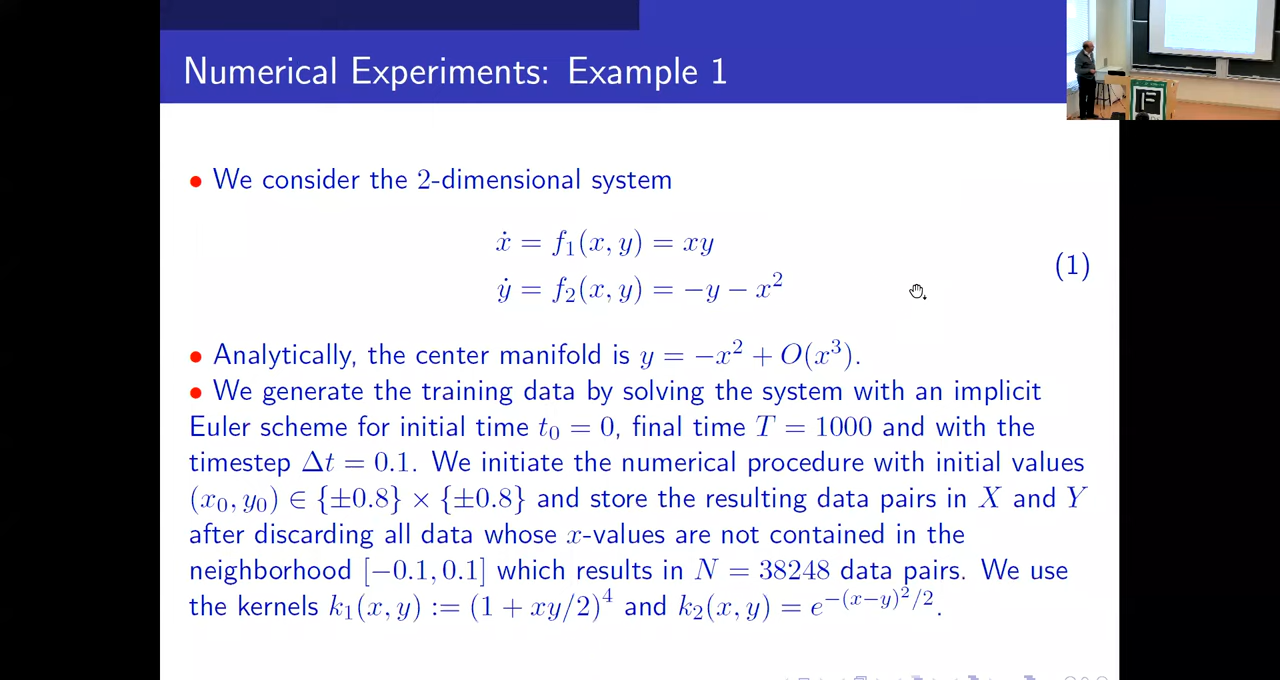 Numerical Experiments: Example 1
• We consider the 2-dimensional system
ẋ = f₁(x, y) = xy
ẏ = f₂(x, y) = −y − x²
(1)
• Analytically, the center manifold is y = −x² + O(x³).
• We generate the training data by solving the system with an implicit
Euler scheme for initial time t₀ = 0, final time T = 1000 and with the
timestep Δt = 0.1. We initiate the numerical procedure with initial values
(x₀, y₀) ∈ {±0.8} × {±0.8} and store the resulting data pairs in X and Y
after discarding all data whose x-values are not contained in the
neighborhood [−0.1, 0.1] which results in N = 38248 data pairs. We use
the kernels k₁(x, y) := (1 + xy/2)⁴ and k₂(x, y) = e^{−(x−y)²/2}.